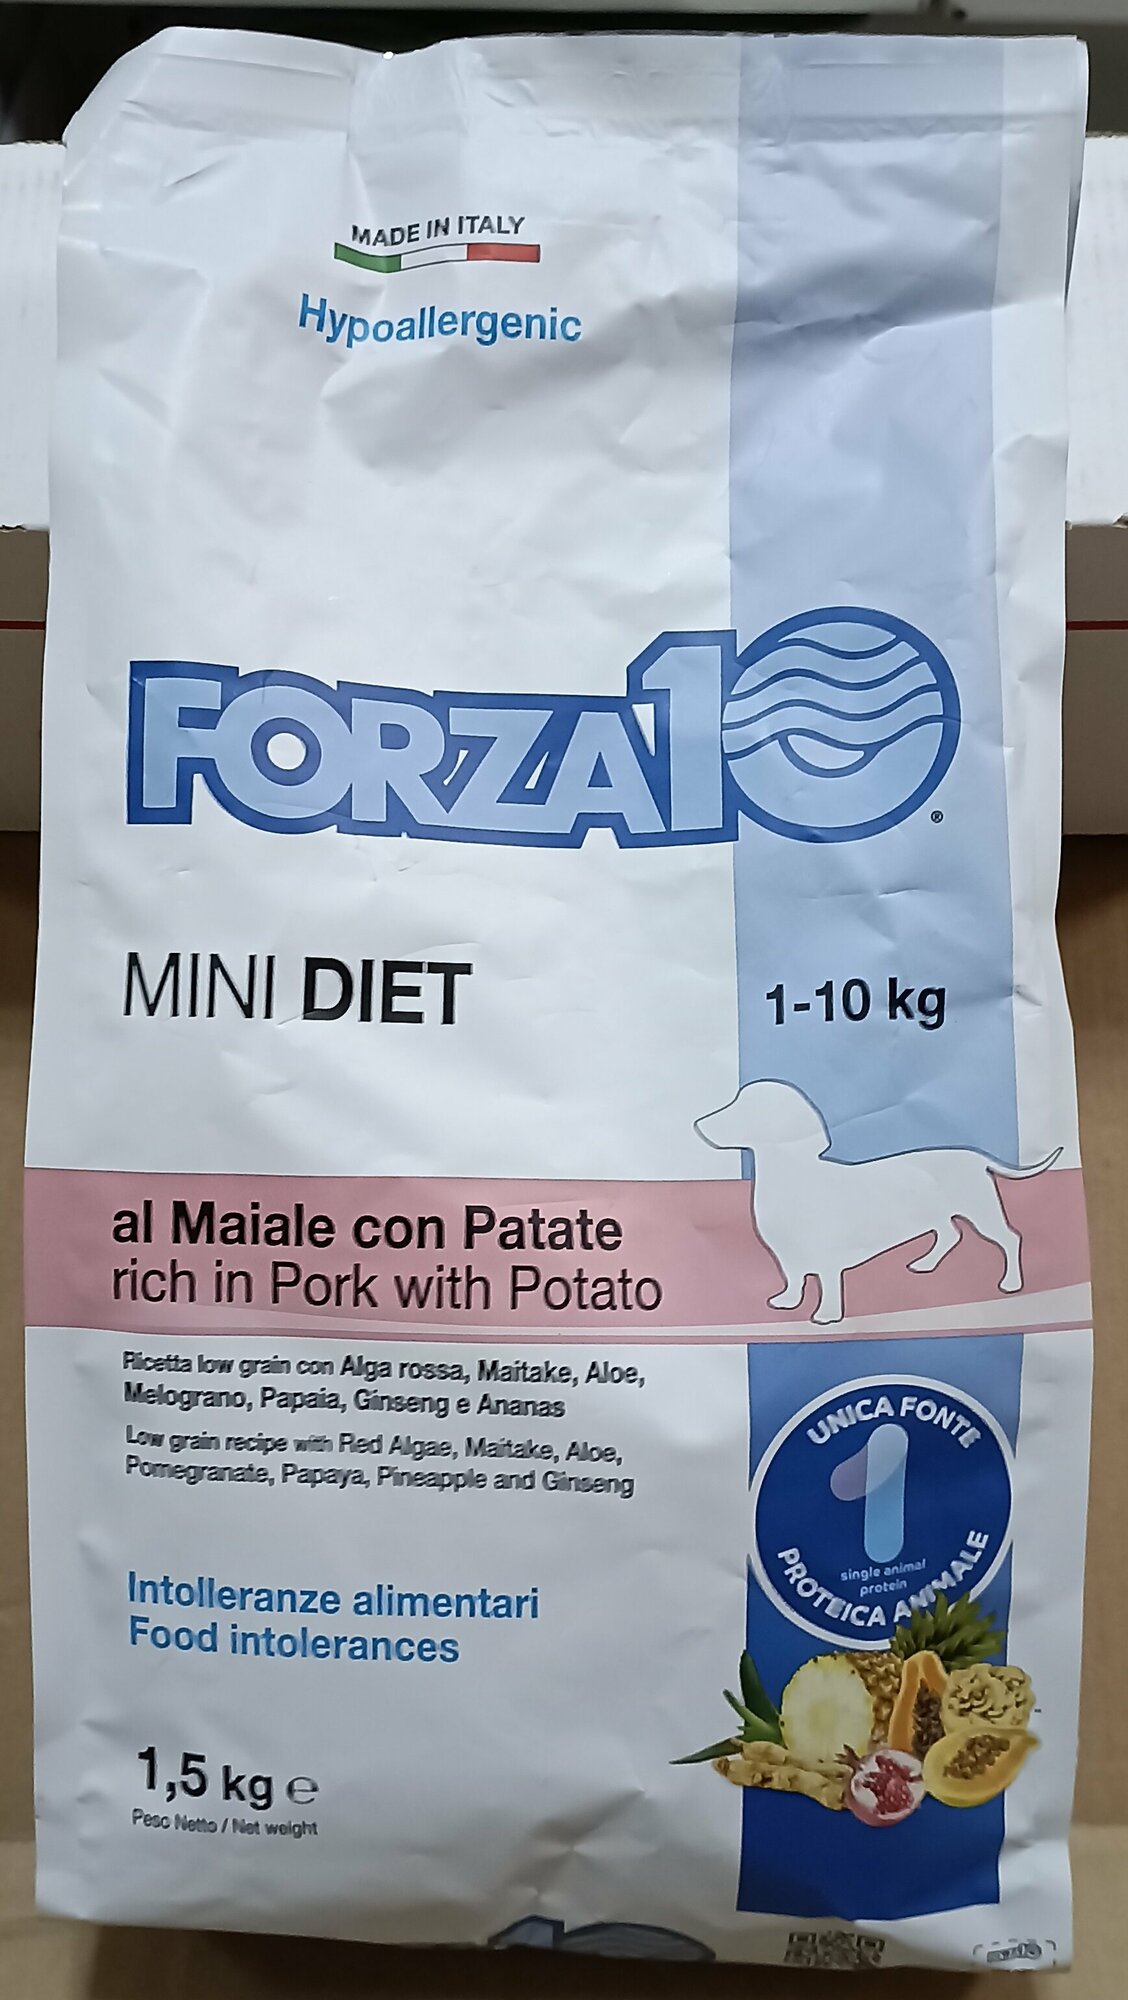 MADE IN ITALY
Hypoallergenic
FORZA10
®
MINI DIET
1-10 kg
al Maiale con Patate
rich in Pork with Potato
Ricetta low grain con Alga rossa, Maitake, Aloe,
Melograno, Papaia, Ginseng e Ananas
Low grain recipe with Red Algae, Maitake, Aloe,
Pomegranate, Papaya, Pineapple and Ginseng
UNICA FONTE
1
single animal
protein
PROTEICA ANIMALE
Intolleranze alimentari
Food intolerances
1,5 kg e
Peso Netto / Net weight